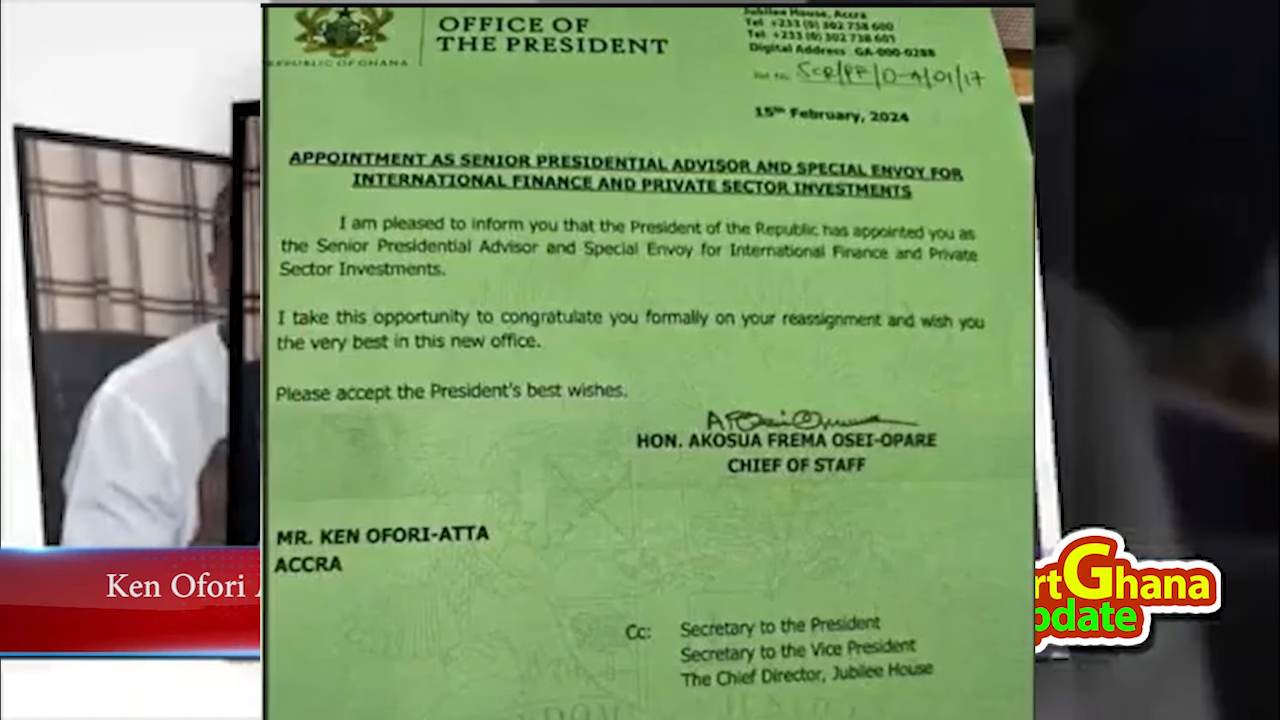 OFFICE OF
THE PRESIDENT
REPUBLIC OF GHANA
Jubilee House, Accra
Tel: +233 (0) 302 738 600
Tel: +233 (0) 302 738 601
Digital Address: GA-000-0288
Ref No.
15th February, 2024
APPOINTMENT AS SENIOR PRESIDENTIAL ADVISOR AND SPECIAL ENVOY FOR
INTERNATIONAL FINANCE AND PRIVATE SECTOR INVESTMENTS
I am pleased to inform you that the President of the Republic has appointed you as
the Senior Presidential Advisor and Special Envoy for International Finance and Private
Sector Investments.
I take this opportunity to congratulate you formally on your reassignment and wish you
the very best in this new office.
Please accept the President's best wishes.
HON. AKOSUA FREMA OSEI-OPARE
CHIEF OF STAFF
MR. KEN OFORI-ATTA
ACCRA
Cc: Secretary to the President
Secretary to the Vice President
The Chief Director, Jubilee House
Ken Ofori
rtGhana
pdate